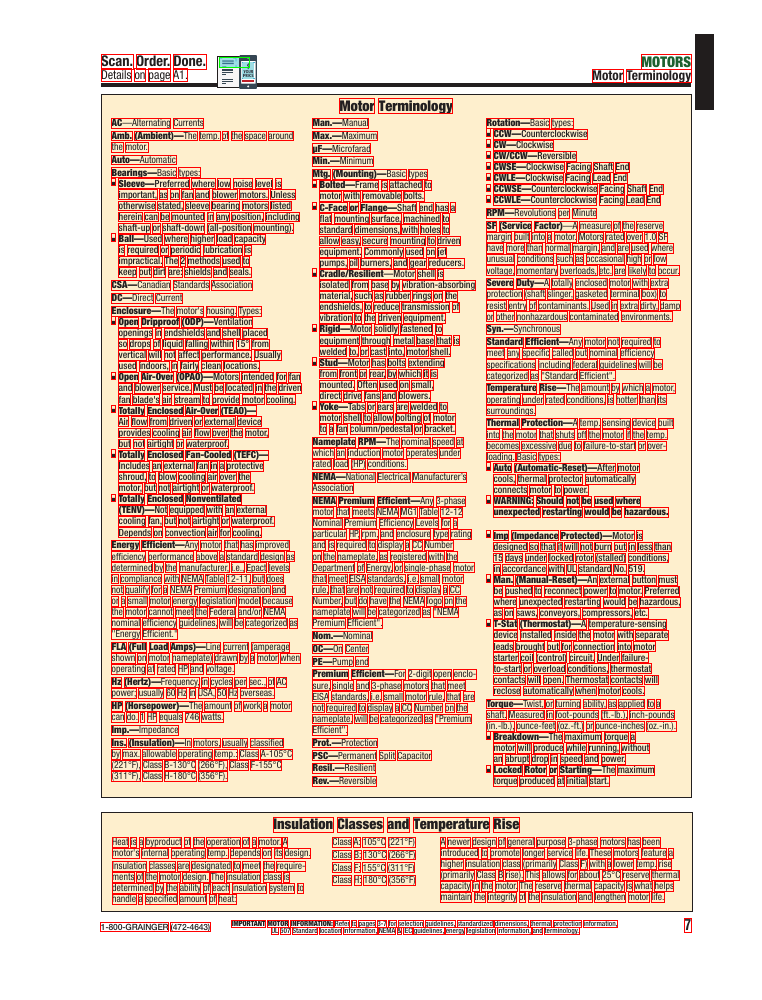 Scan. Order. Done.
Details on page A1.
MOTORS
Motor Terminology
Motor Terminology
AC—Alternating Currents
Amb. (Ambient)—The temp. of the space around
the motor.
Auto—Automatic
Bearings—Basic types:
Sleeve—Preferred where low noise level is
important, as on fan and blower motors. Unless
otherwise stated, sleeve bearing motors listed
herein can be mounted in any position, including
shaft-up or shaft-down (all-position mounting).
Ball—Used where higher load capacity
is required or periodic lubrication is
impractical. The 2 methods used to
keep out dirt are: shields and seals.
CSA—Canadian Standards Association
DC—Direct Current
Enclosure—The motor's housing. Types:
Open Dripproof (ODP)—Ventilation
openings in endshields and shell placed
so drops of liquid falling within 15° from
vertical will not affect performance. Usually
used indoors, in fairly clean locations.
Open Air-Over (OPAO)—Motors intended for fan
and blower service. Must be located in the driven
fan blade's air stream to provide motor cooling.
Totally Enclosed Air-Over (TEAO)—
Air flow from driven or external device
provides cooling air flow over the motor,
but not airtight or waterproof.
Totally Enclosed Fan-Cooled (TEFC)—
Includes an external fan in a protective
shroud, to blow cooling air over the
motor, but not airtight or waterproof.
Totally Enclosed Nonventilated
(TENV)—Not equipped with an external
cooling fan, but not airtight or waterproof.
Depends on convection air for cooling.
Energy Efficient—Any motor that has improved
efficiency performance above a standard design as
determined by the manufacturer, i.e., Epact levels
in compliance with NEMA Table 12-11, but does
not qualify for a NEMA Premium designation and
or a small motor energy legislation model because
the motor cannot meet the Federal and/or NEMA
nominal efficiency guidelines, will be categorized as
"Energy Efficient."
FLA (Full Load Amps)—Line current (amperage
shown on motor nameplate) drawn by a motor when
operating at rated HP and voltage.
Hz (Hertz)—Frequency, in cycles per sec., of AC
power; usually 60 Hz in USA, 50 Hz overseas.
HP (Horsepower)—The amount of work a motor
can do. 1 HP equals 746 watts.
Imp.—Impedance
Ins. (Insulation)—In motors, usually classified
by max. allowable operating temp.: Class A-105°C
(221°F), Class B-130°C (266°F), Class F-155°C
(311°F), Class H-180°C (356°F).
Man.—Manual
Max.—Maximum
µF—Microfarad
Min.—Minimum
Mtg. (Mounting)—Basic types
Bolted—Frame is attached to
motor with removable bolts.
C-Face or Flange—Shaft end has a
flat mounting surface, machined to
standard dimensions, with holes to
allow easy, secure mounting to driven
equipment. Commonly used on jet
pumps, oil burners, and gear reducers.
Cradle/Resilient—Motor shell is
isolated from base by vibration-absorbing
material, such as rubber rings on the
endshields, to reduce transmission of
vibration to the driven equipment.
Rigid—Motor solidly fastened to
equipment through metal base that is
welded to, or cast into, motor shell.
Stud—Motor has bolts extending
from front or rear, by which it is
mounted. Often used on small,
direct drive fans and blowers.
Yoke—Tabs or ears are welded to
motor shell to allow bolting of motor
to a fan column/pedestal or bracket.
Nameplate RPM—The nominal speed at
which an induction motor operates under
rated load (HP) conditions.
NEMA—National Electrical Manufacturer's
Association
NEMA Premium Efficient—Any 3-phase
motor that meets NEMA MG1 Table 12-12
Nominal Premium Efficiency Levels for a
particular HP, rpm, and enclosure type rating
and is required to display a CC Number
on the nameplate, as registered with the
Department of Energy, or single-phase motor
that meet EISA standards, i.e. small motor
rule, that are not required to display a CC
Number, but do have the NEMA logo on the
nameplate, will be categorized as "NEMA
Premium Efficient".
Nom.—Nominal
OC—On Center
PE—Pump end
Premium Efficient—For 2-digit open enclo-
sure, single and 3-phase motors that meet
EISA standards, i.e. small motor rule, that are
not required to display a CC Number on the
nameplate, will be categorized as "Premium
Efficient".
Prot.—Protection
PSC—Permanent Split Capacitor
Resil.—Resilient
Rev.—Reversible
Rotation—Basic types:
CCW—Counterclockwise
CW—Clockwise
CW/CCW—Reversible
CWSE—Clockwise Facing Shaft End
CWLE—Clockwise Facing Lead End
CCWSE—Counterclockwise Facing Shaft End
CCWLE—Counterclockwise Facing Lead End
RPM—Revolutions per Minute
SF (Service Factor)—A measure of the reserve
margin built into a motor. Motors rated over 1.0 SF
have more than normal margin, and are used where
unusual conditions such as occasional high or low
voltage, momentary overloads, etc. are likely to occur.
Severe Duty—A totally enclosed motor with extra
protection (shaft slinger, gasketed terminal box) to
resist entry of contaminants. Used in extra dirty, damp
or other nonhazardous contaminated environments.
Syn.—Synchronous
Standard Efficient—Any motor not required to
meet any specific called out nominal efficiency
specifications including federal guidelines will be
categorized as "Standard Efficient".
Temperature Rise—The amount by which a motor,
operating under rated conditions, is hotter than its
surroundings.
Thermal Protection—A temp. sensing device built
into the motor that shuts off the motor if the temp.
becomes excessive due to failure-to-start or over-
loading. Basic types:
Auto (Automatic-Reset)—After motor
cools, thermal protector automatically
connects motor to power.
WARNING: Should not be used where
unexpected restarting would be hazardous.
Imp (Impedance Protected)—Motor is
designed so that it will not burn out in less than
15 days under locked rotor (stalled) conditions,
in accordance with UL standard No. 519.
Man. (Manual-Reset)—An external button must
be pushed to reconnect power to motor. Preferred
where unexpected restarting would be hazardous,
as on saws, conveyors, compressors, etc.
T-Stat (Thermostat)—A temperature-sensing
device installed inside the motor with separate
leads brought out for connection into motor
starter coil (control) circuit. Under failure-
to-start or overload conditions, thermostat
contacts will open. Thermostat contacts will
reclose automatically when motor cools.
Torque—Twist, or turning ability, as applied to a
shaft. Measured in foot-pounds (ft.-lb.), inch-pounds
(in.-lb.), ounce-feet (oz.-ft.) or ounce-inches (oz.-in.).
Breakdown—The maximum torque a
motor will produce while running, without
an abrupt drop in speed and power.
Locked Rotor or Starting—The maximum
torque produced at initial start.
Insulation Classes and Temperature Rise
Heat is a byproduct of the operation of a motor. A
motor's internal operating temp. depends on its design.
Insulation classes are designated to meet the require-
ments of the motor design. The insulation class is
determined by the ability of each insulation system to
handle a specified amount of heat:
Class A: 105°C (221°F)
Class B: 130°C (266°F)
Class F: 155°C (311°F)
Class H: 180°C (356°F)
A newer design of general purpose 3-phase motors has been
introduced to promote longer service life. These motors feature a
higher insulation class (primarily Class F) with a lower temp. rise
(primarily Class B rise). This allows for about 25°C reserve thermal
capacity in the motor. The reserve thermal capacity is what helps
maintain the integrity of the insulation and lengthen motor life.
1-800-GRAINGER (472-4643)
IMPORTANT MOTOR INFORMATION: Refer to pages 3-7 for selection guidelines, standardized dimensions, thermal protection information,
UL 507 Standard location information, NEMA & IEC guidelines, energy legislation information, and terminology.
7